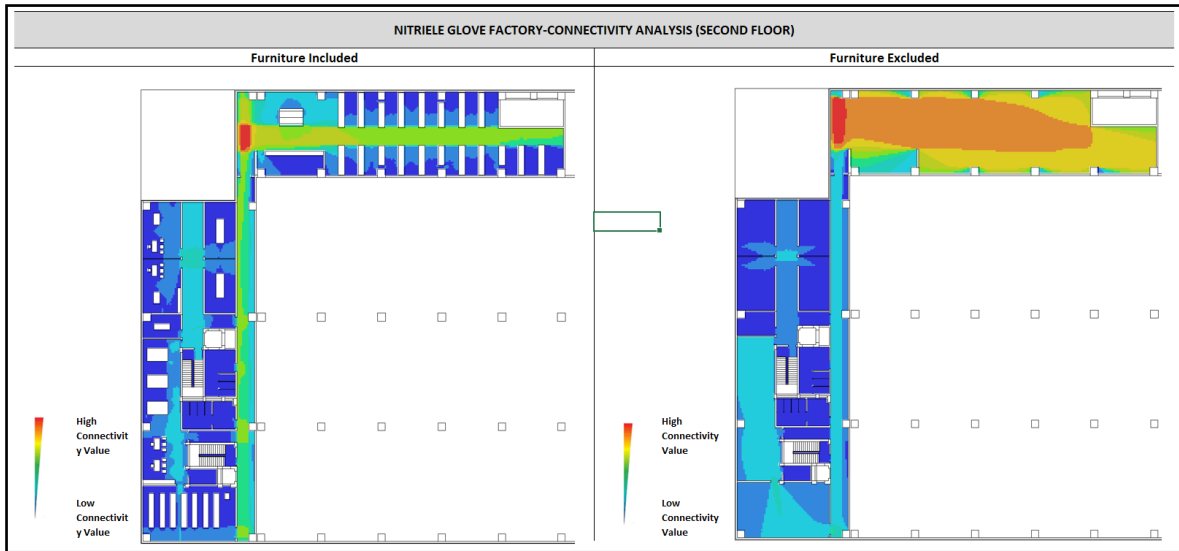 NITRIELE GLOVE FACTORY-CONNECTIVITY ANALYSIS (SECOND FLOOR)
Furniture Included
Furniture Excluded
High
Connectivit
y Value
Low
Connectivit
y Value
High
Connectivity
Value
Low
Connectivity
Value